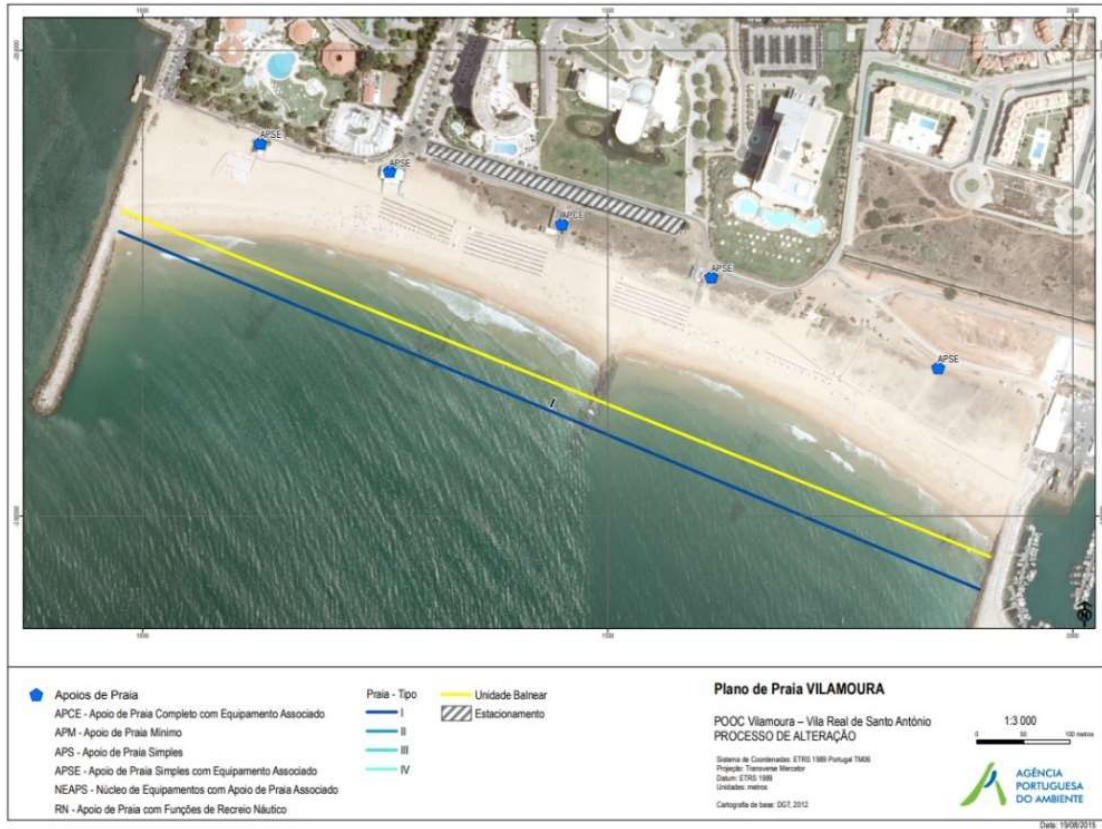 APSE
APSE
APCE
APSE
APSE
I
Apoios de Praia
APCE - Apoio de Praia Completo com Equipamento Associado
APM – Apoio de Praia Mínimo
APS - Apoio de Praia Simples
APSE - Apoio de Praia Simples com Equipamento Associado
NEAPS - Núcleo de Equipamentos com Apoio de Praia Associado
RN - Apoio de Praia com Funções de Recreio Náutico
Praia - Tipo
I
II
III
IV
Unidade Balnear
Estacionamento
Plano de Praia VILAMOURA
POOC Vilamoura – Vila Real de Santo António
PROCESSO DE ALTERAÇÃO
Sistema de Coordenadas: ETRS 1989 Portugal TM06
Projeção: Transverse Mercator
Datum: ETRS 1989
Unidades: metros
Cartografia de base: DGT, 2012
1:3 000
0 50 100 metros
AGÊNCIA
PORTUGUESA
DO AMBIENTE
Data: 19/08/2015